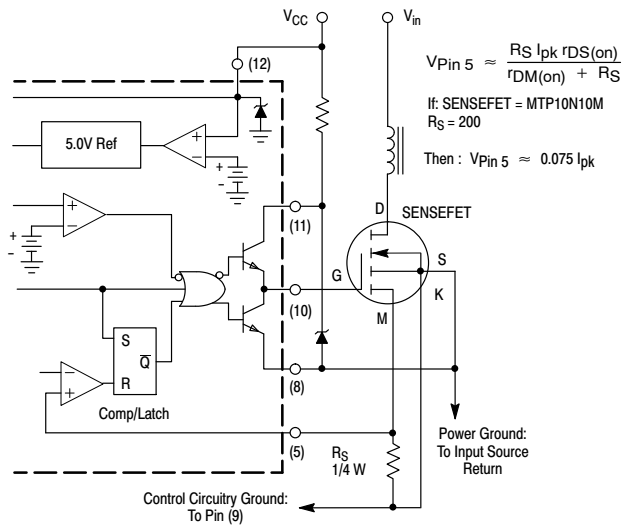 VCC
Vin
(12)
VPin 5 ≈ RS Ipk rDS(on)
rDM(on) + RS
If: SENSEFET = MTP10N10M
RS = 200
Then : VPin 5 ≈ 0.075 Ipk
5.0V Ref
+
-
+
-
+
-
+
-
(11)
D
SENSEFET
S
G
K
(10)
M
S
Q
R
-
+
Comp/Latch
(8)
(5)
RS
1/4 W
Power Ground:
To Input Source
Return
Control Circuitry Ground:
To Pin (9)